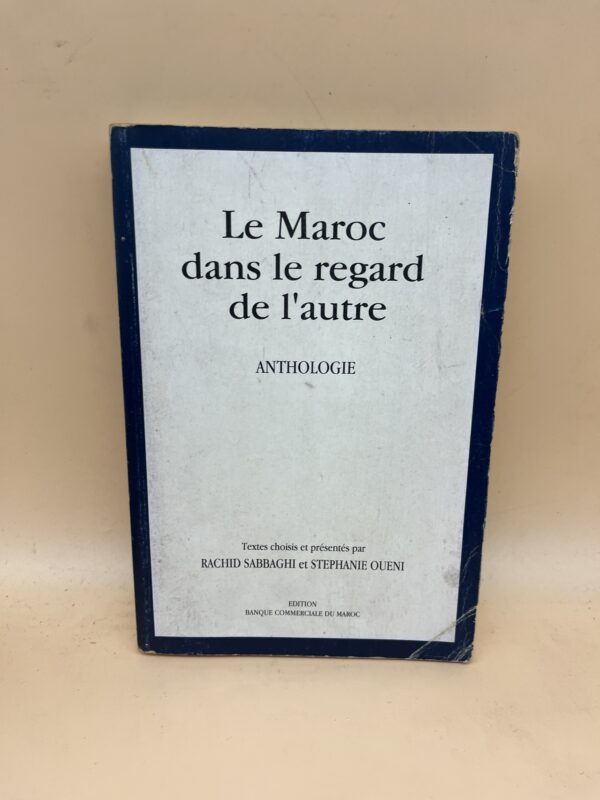 Le Maroc
dans le regard
de l'autre
ANTHOLOGIE
Textes choisis et présentés par
RACHID SABBAGHI et STEPHANIE OUENI
EDITION
BANQUE COMMERCIALE DU MAROC